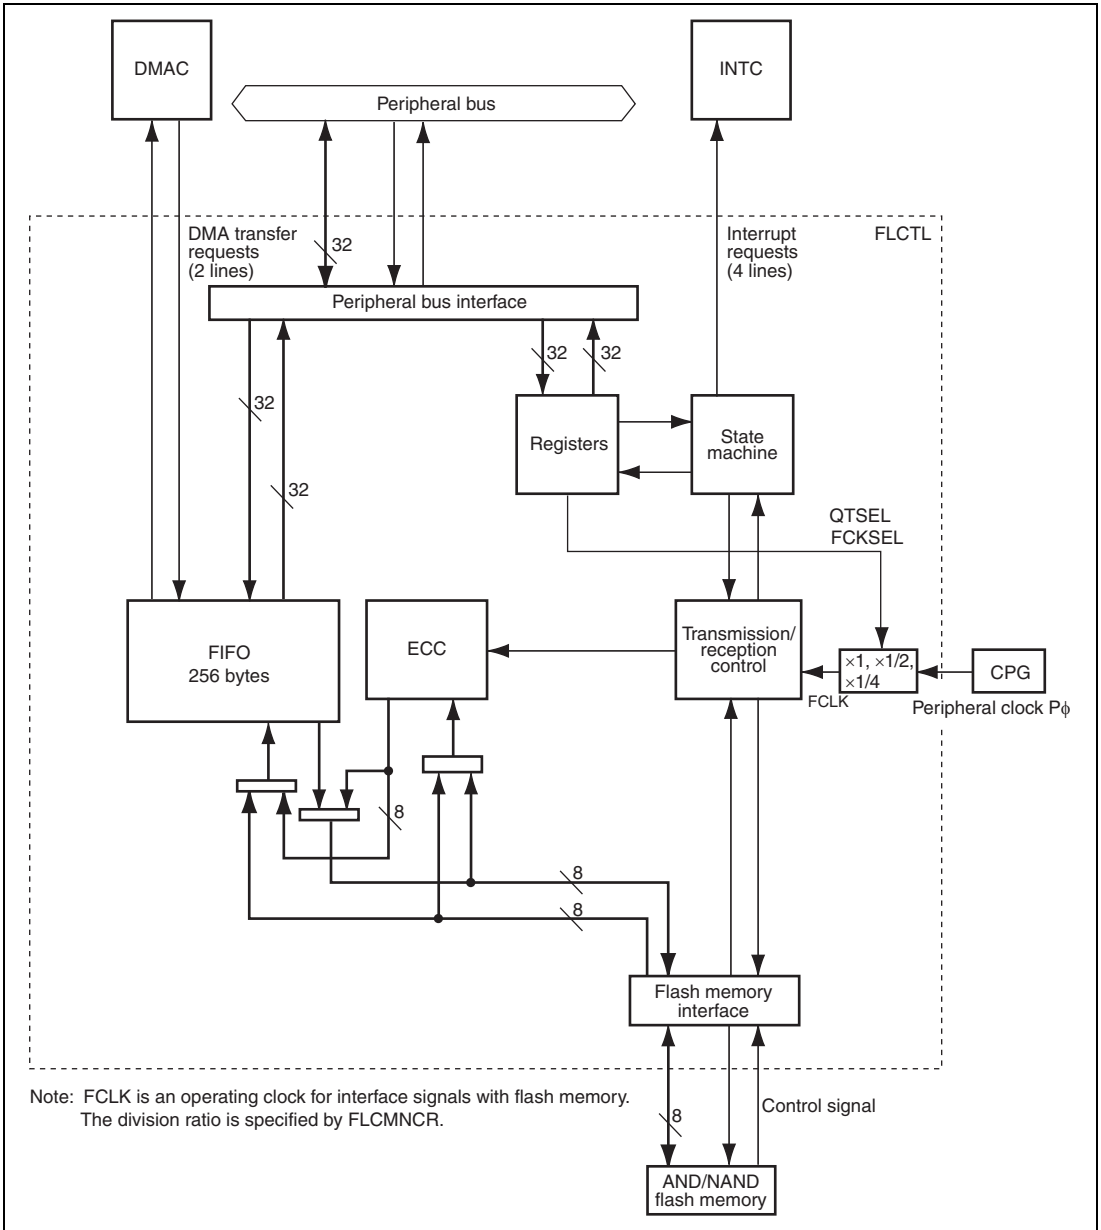 DMAC
INTC
Peripheral bus
DMA transfer
requests
(2 lines)
32
Interrupt
requests
(4 lines)
FLCTL
Peripheral bus interface
32
32
32
32
Registers
State
machine
QTSEL
FCKSEL
FIFO
256 bytes
ECC
Transmission/
reception
control
×1, ×1/2,
×1/4
CPG
FCLK
Peripheral clock Pϕ
8
8
8
Flash memory
interface
Note: FCLK is an operating clock for interface signals with flash memory.
The division ratio is specified by FLCMNCR.
8
Control signal
AND/NAND
flash memory